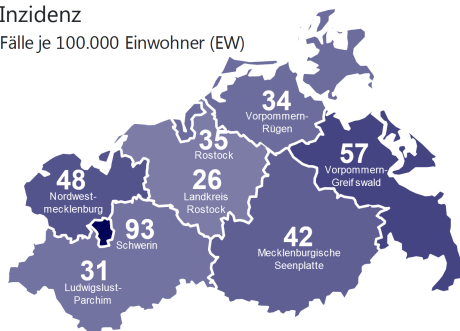 Inzidenz
Fälle je 100.000 Einwohner (EW)
34
Vorpommern-
Rügen
35
Rostock
57
Vorpommern-
Greifswald
48
Nordwest-
mecklenburg
26
Landkreis
Rostock
93
Schwerin
42
Mecklenburgische
Seenplatte
31
Ludwigslust-
Parchim